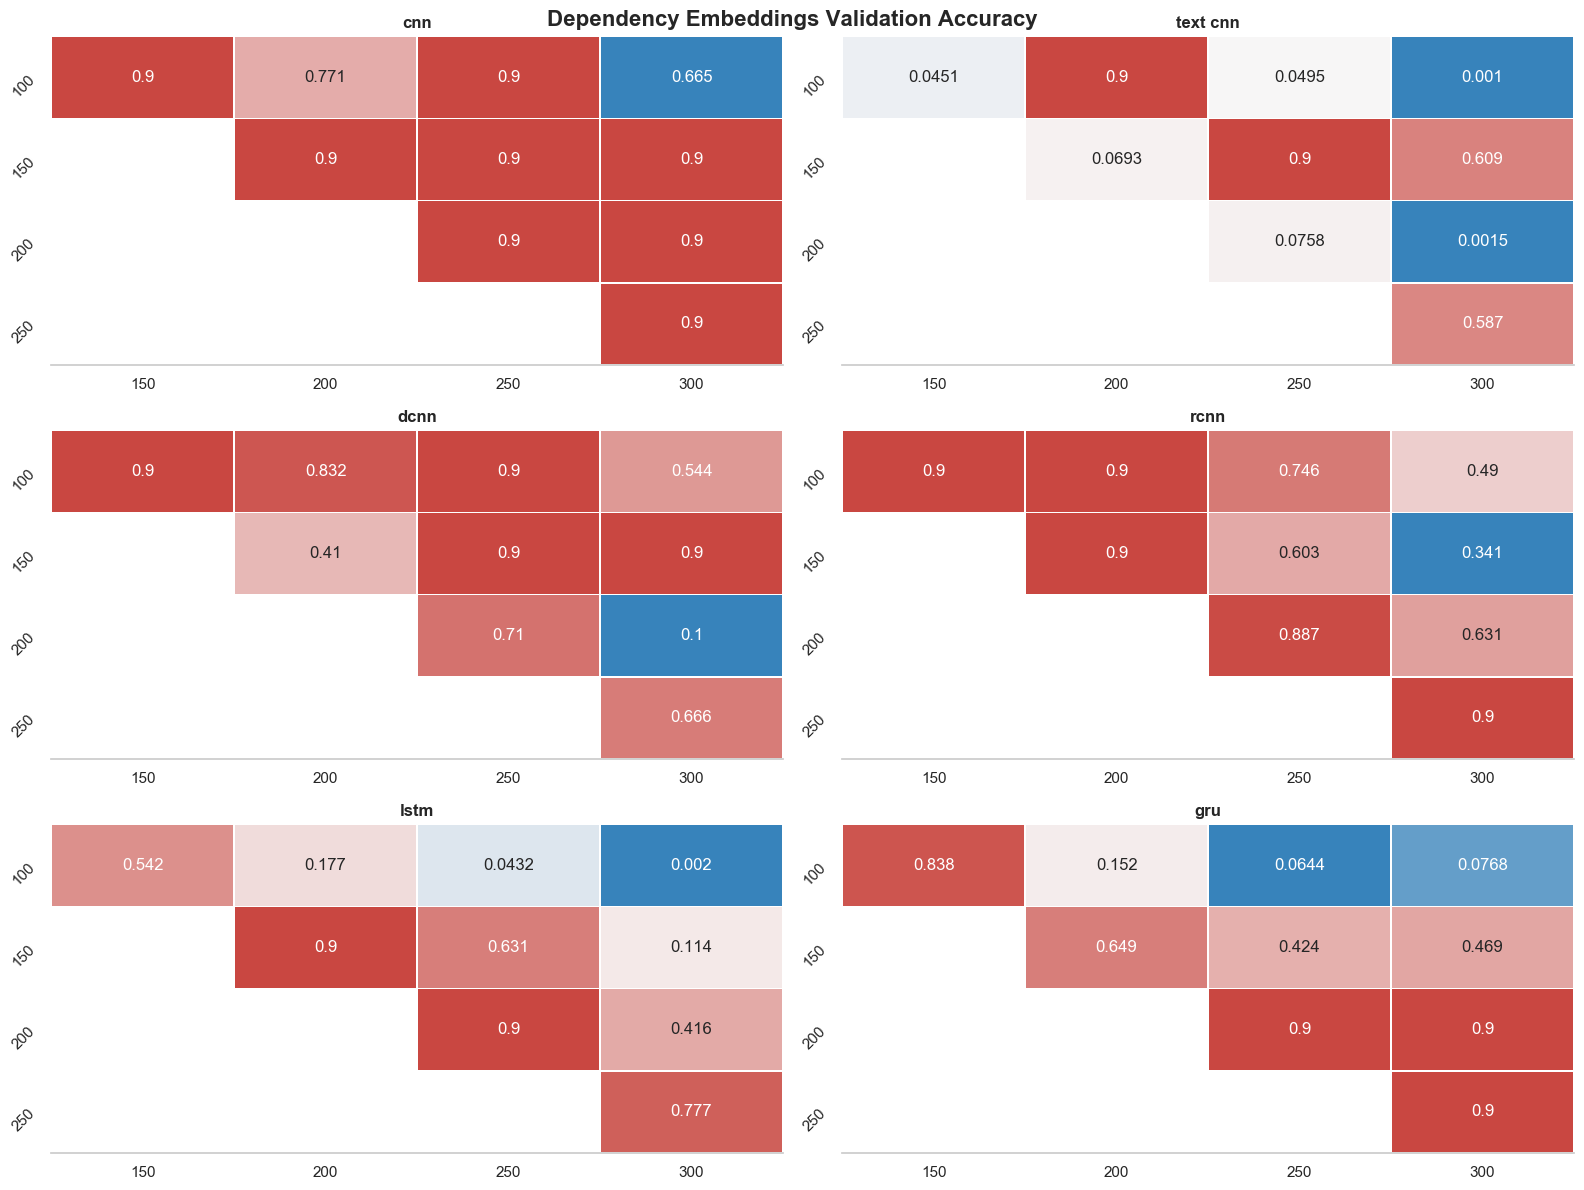 Dependency Embeddings Validation Accuracy
cnn
100 0.9 0.771 0.9 0.665
150 0.9 0.9 0.9
200 0.9 0.9
250 0.9
150 200 250 300
text cnn
100 0.0451 0.9 0.0495 0.001
150 0.0693 0.9 0.609
200 0.0758 0.0015
250 0.587
150 200 250 300
dcnn
100 0.9 0.832 0.9 0.544
150 0.41 0.9 0.9
200 0.71 0.1
250 0.666
150 200 250 300
rcnn
100 0.9 0.9 0.746 0.49
150 0.9 0.603 0.341
200 0.887 0.631
250 0.9
150 200 250 300
lstm
100 0.542 0.177 0.0432 0.002
150 0.9 0.631 0.114
200 0.9 0.416
250 0.777
150 200 250 300
gru
100 0.838 0.152 0.0644 0.0768
150 0.649 0.424 0.469
200 0.9 0.9
250 0.9
150 200 250 300